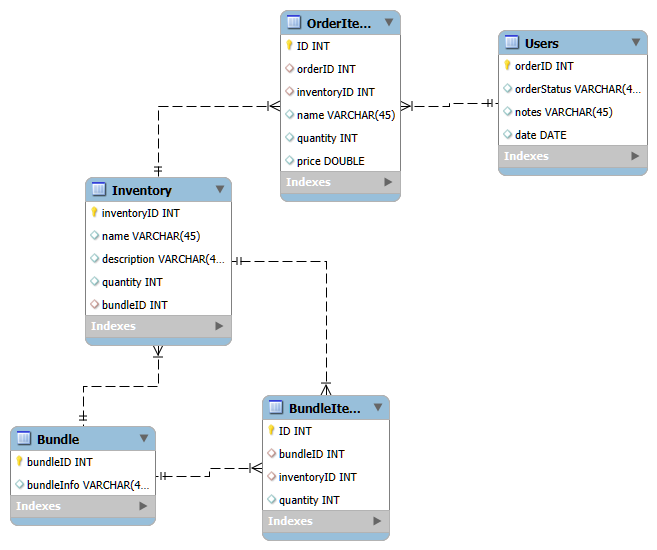 OrderIte...
ID INT
orderID INT
inventoryID INT
name VARCHAR(45)
quantity INT
price DOUBLE
Indexes
Users
orderID INT
orderStatus VARCHAR(4...
notes VARCHAR(45)
date DATE
Indexes
Inventory
inventoryID INT
name VARCHAR(45)
description VARCHAR(4...
quantity INT
bundleID INT
Indexes
Bundle
bundleID INT
bundleInfo VARCHAR(4...
Indexes
BundleIte...
ID INT
bundleID INT
inventoryID INT
quantity INT
Indexes